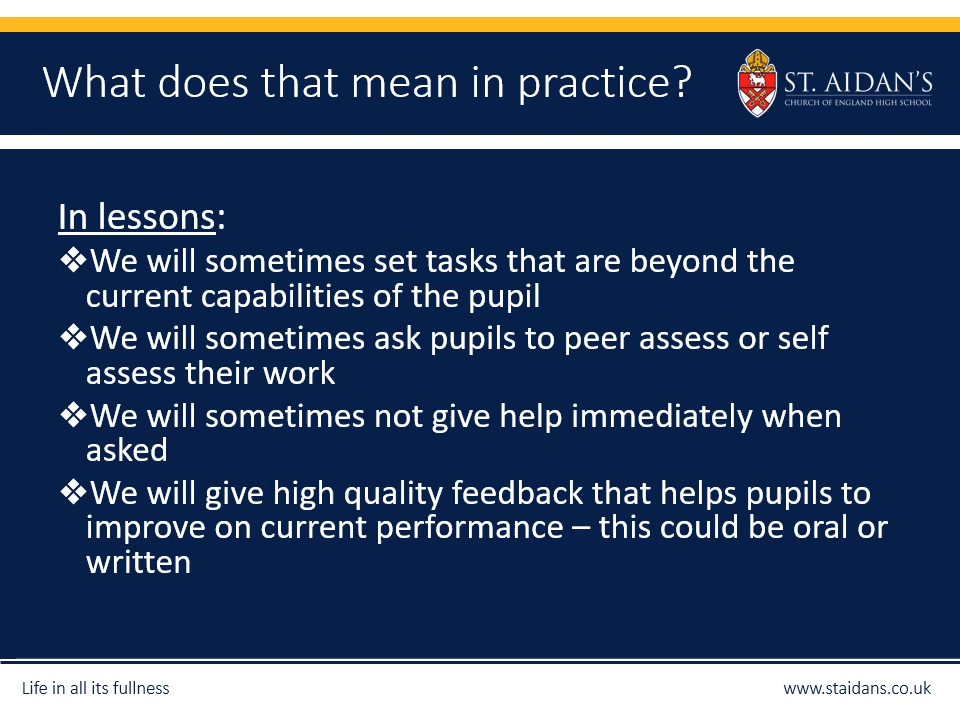 What does that mean in practice?
ST. AIDAN'S
CHURCH OF ENGLAND HIGH SCHOOL
In lessons:
❖We will sometimes set tasks that are beyond the
current capabilities of the pupil
❖We will sometimes ask pupils to peer assess or self
assess their work
❖We will sometimes not give help immediately when
asked
❖We will give high quality feedback that helps pupils to
improve on current performance – this could be oral or
written
Life in all its fullness
www.staidans.co.uk